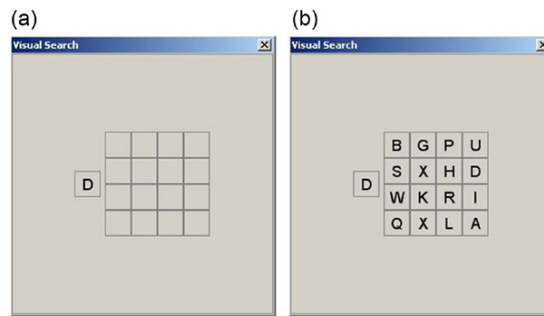 (a)
(b)
Visual Search
Visual Search
D
D
B G P U
S X H D
W K R I
Q X L A